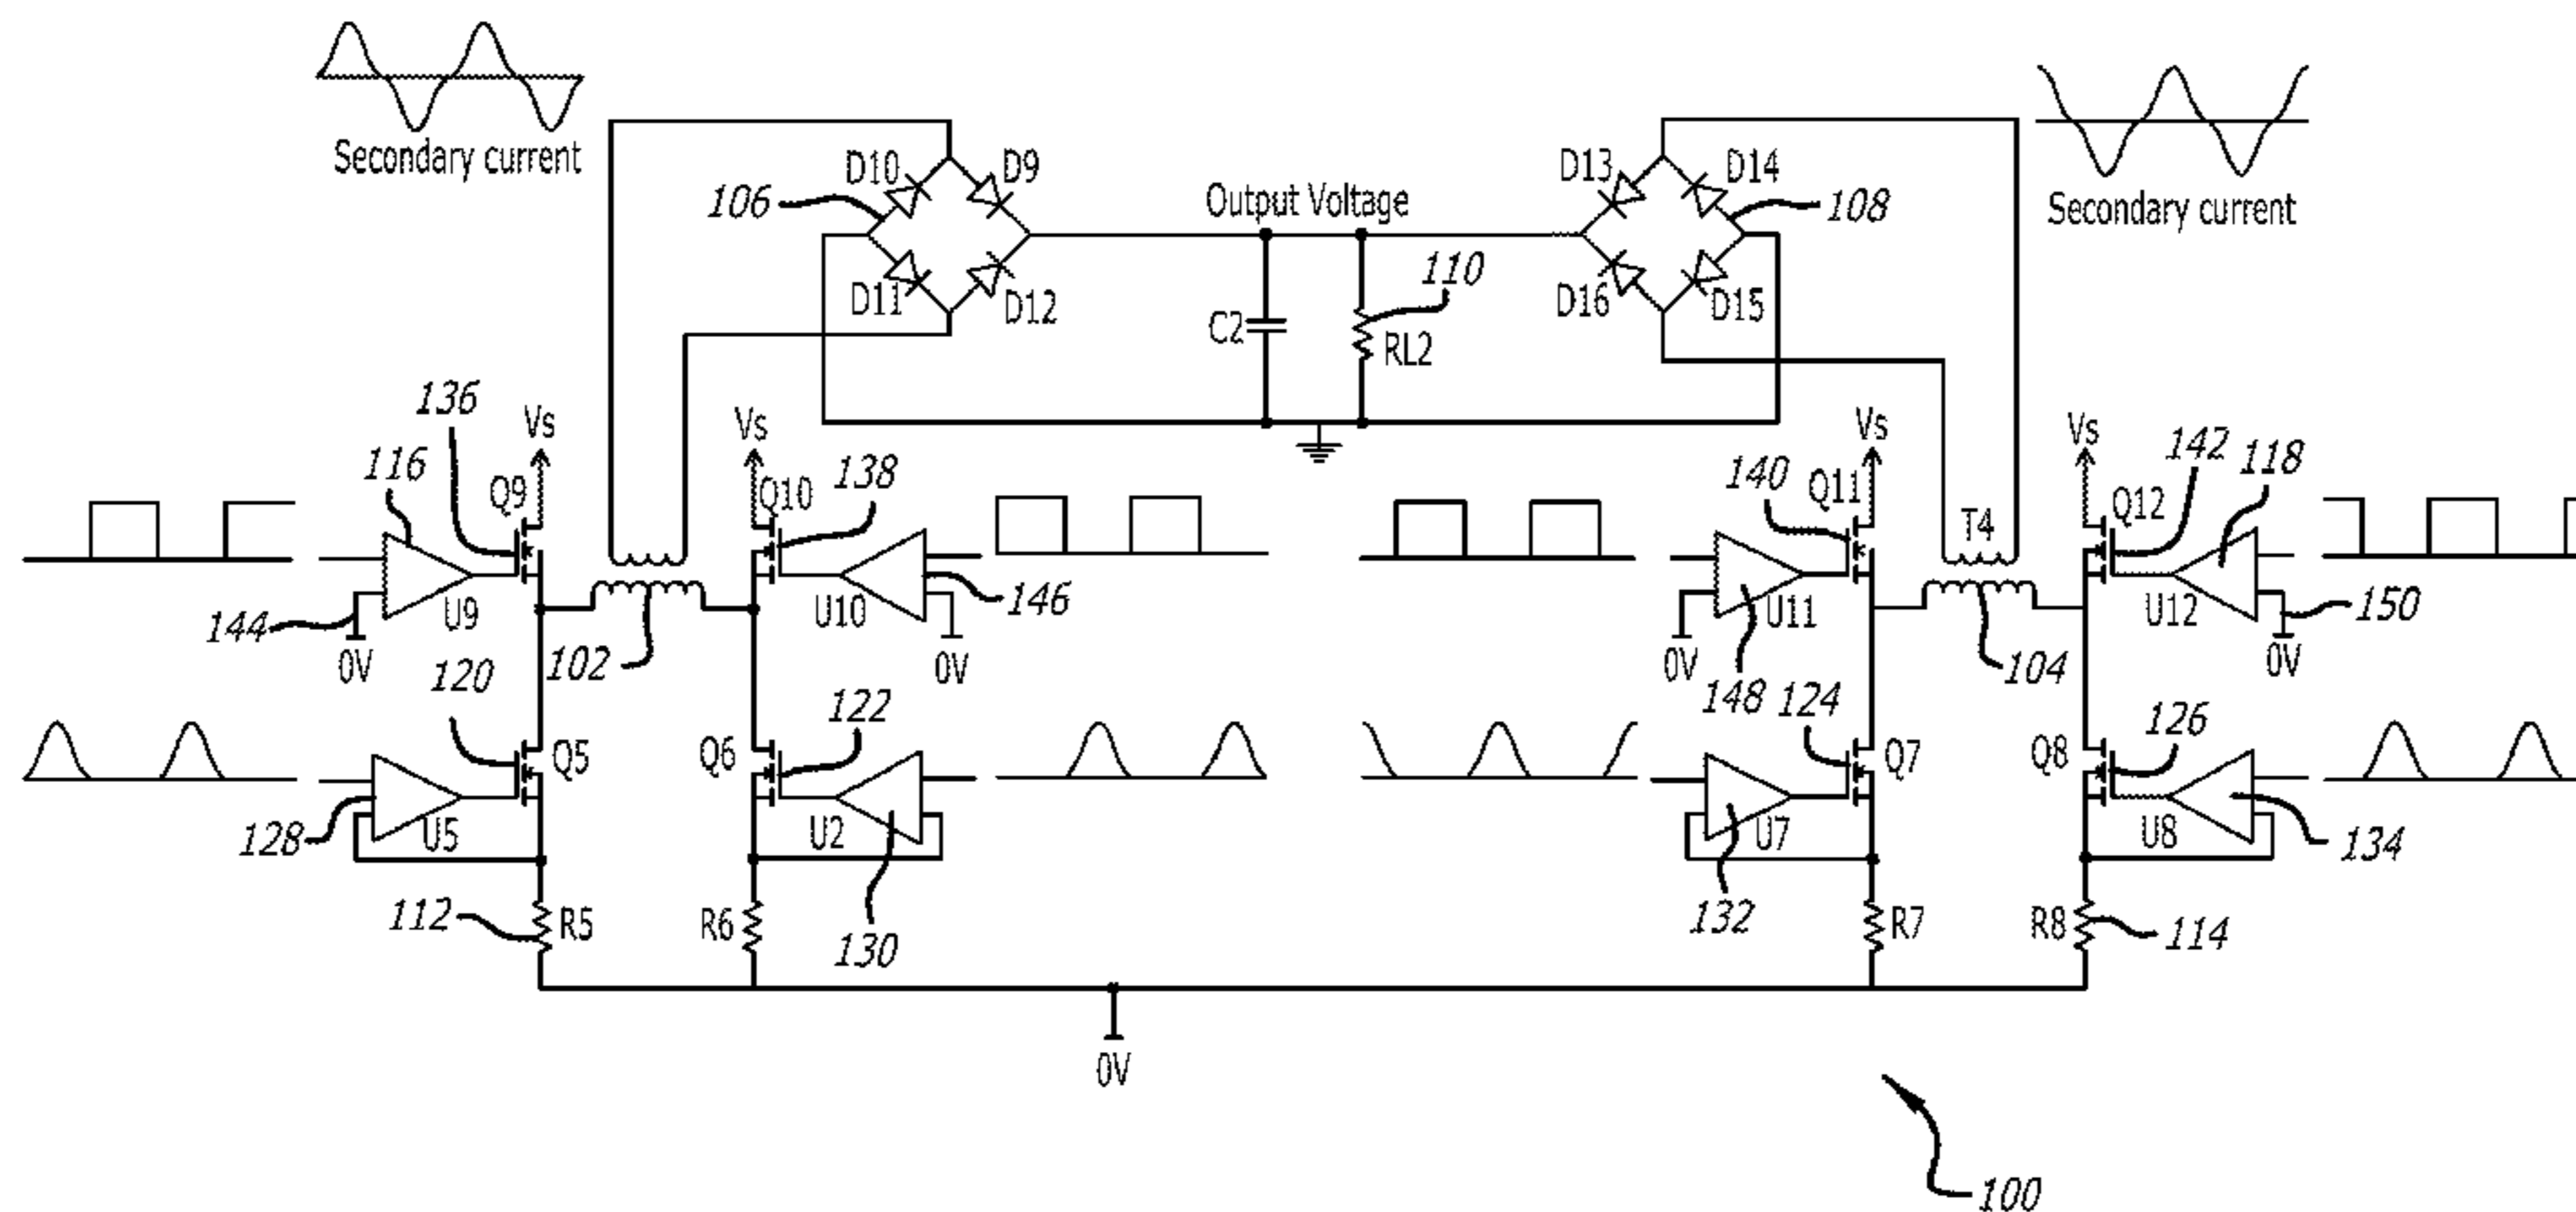 Secondary current
Secondary current
D10
D9
106
Output Voltage
D13
D14
108
D11
D12
C2
110
RL2
D16
D15
136
Vs
Vs
Vs
Vs
116
Q9
Q10
138
140
Q11
T4
Q12
142
118
144
0V
U9
102
U10
146
0V
0V
U11
148
104
U12
150
0V
120
Q5
Q6
122
124
Q7
Q8
126
128
U5
U2
130
132
U7
U8
134
112
R5
R6
R7
R8
114
0V
100